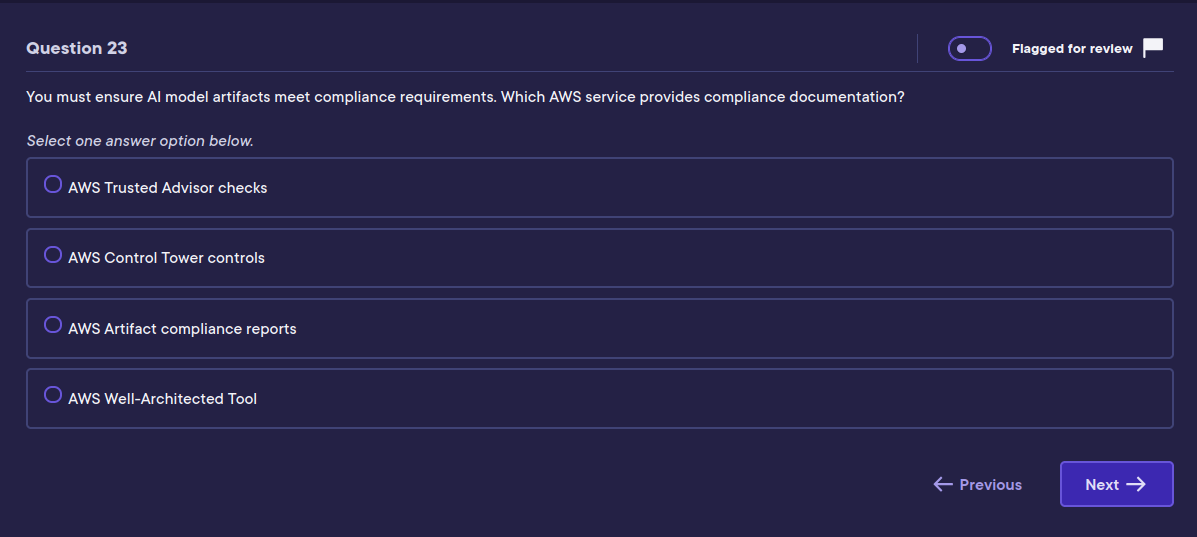 Question 23
Flagged for review
You must ensure AI model artifacts meet compliance requirements. Which AWS service provides compliance documentation?
Select one answer option below.
AWS Trusted Advisor checks
AWS Control Tower controls
AWS Artifact compliance reports
AWS Well-Architected Tool
Previous
Next